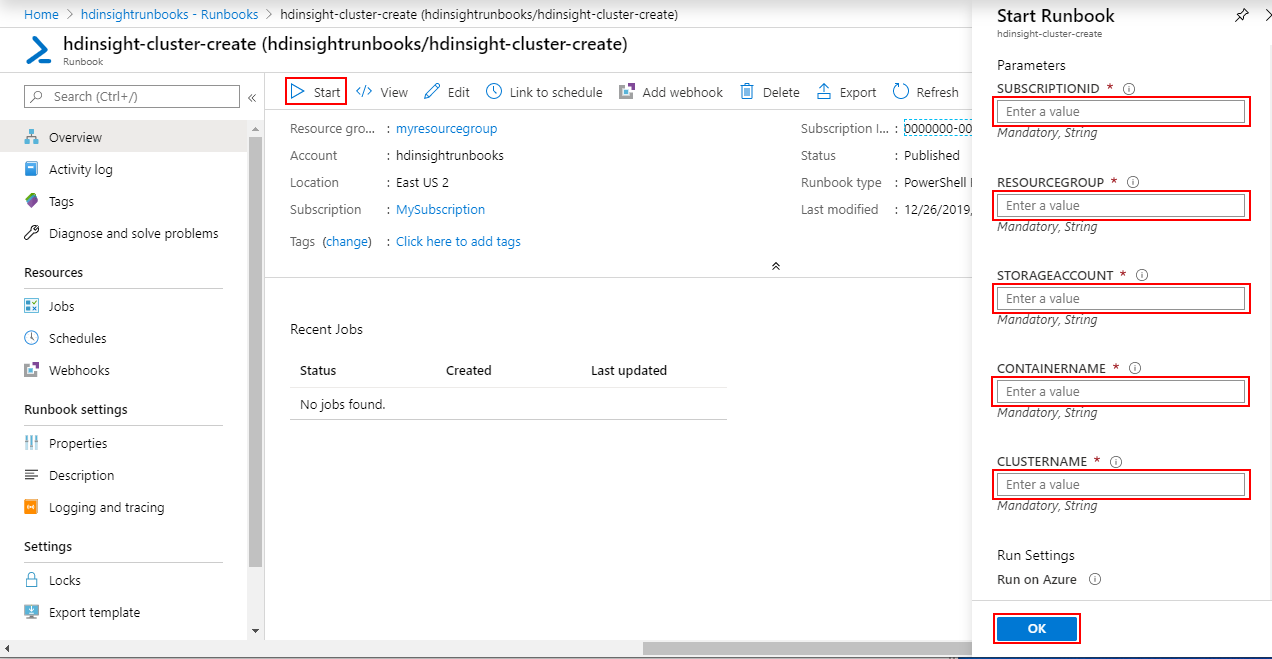 Home > hdinsightrunbooks - Runbooks > hdinsight-cluster-create (hdinsightrunbooks/hdinsight-cluster-create)
hdinsight-cluster-create (hdinsightrunbooks/hdinsight-cluster-create)
Runbook
Search (Ctrl+/)
Overview
Activity log
Tags
Diagnose and solve problems
Resources
Jobs
Schedules
Webhooks
Runbook settings
Properties
Description
Logging and tracing
Settings
Locks
Export template
Start View Edit Link to schedule Add webhook Delete Export Refresh
Resource gro... : myresourcegroup
Account : hdinsightrunbooks
Location : East US 2
Subscription : MySubscription
Tags (change) : Click here to add tags
Subscription I... : 0000000-00
Status : Published
Runbook type : PowerShell
Last modified : 12/26/2019,
Recent Jobs
Status Created Last updated
No jobs found.
Start Runbook
hdinsight-cluster-create
Parameters
SUBSCRIPTIONID *
Enter a value
Mandatory, String
RESOURCEGROUP *
Enter a value
Mandatory, String
STORAGEACCOUNT *
Enter a value
Mandatory, String
CONTAINERNAME *
Enter a value
Mandatory, String
CLUSTERNAME *
Enter a value
Mandatory, String
Run Settings
Run on Azure
OK